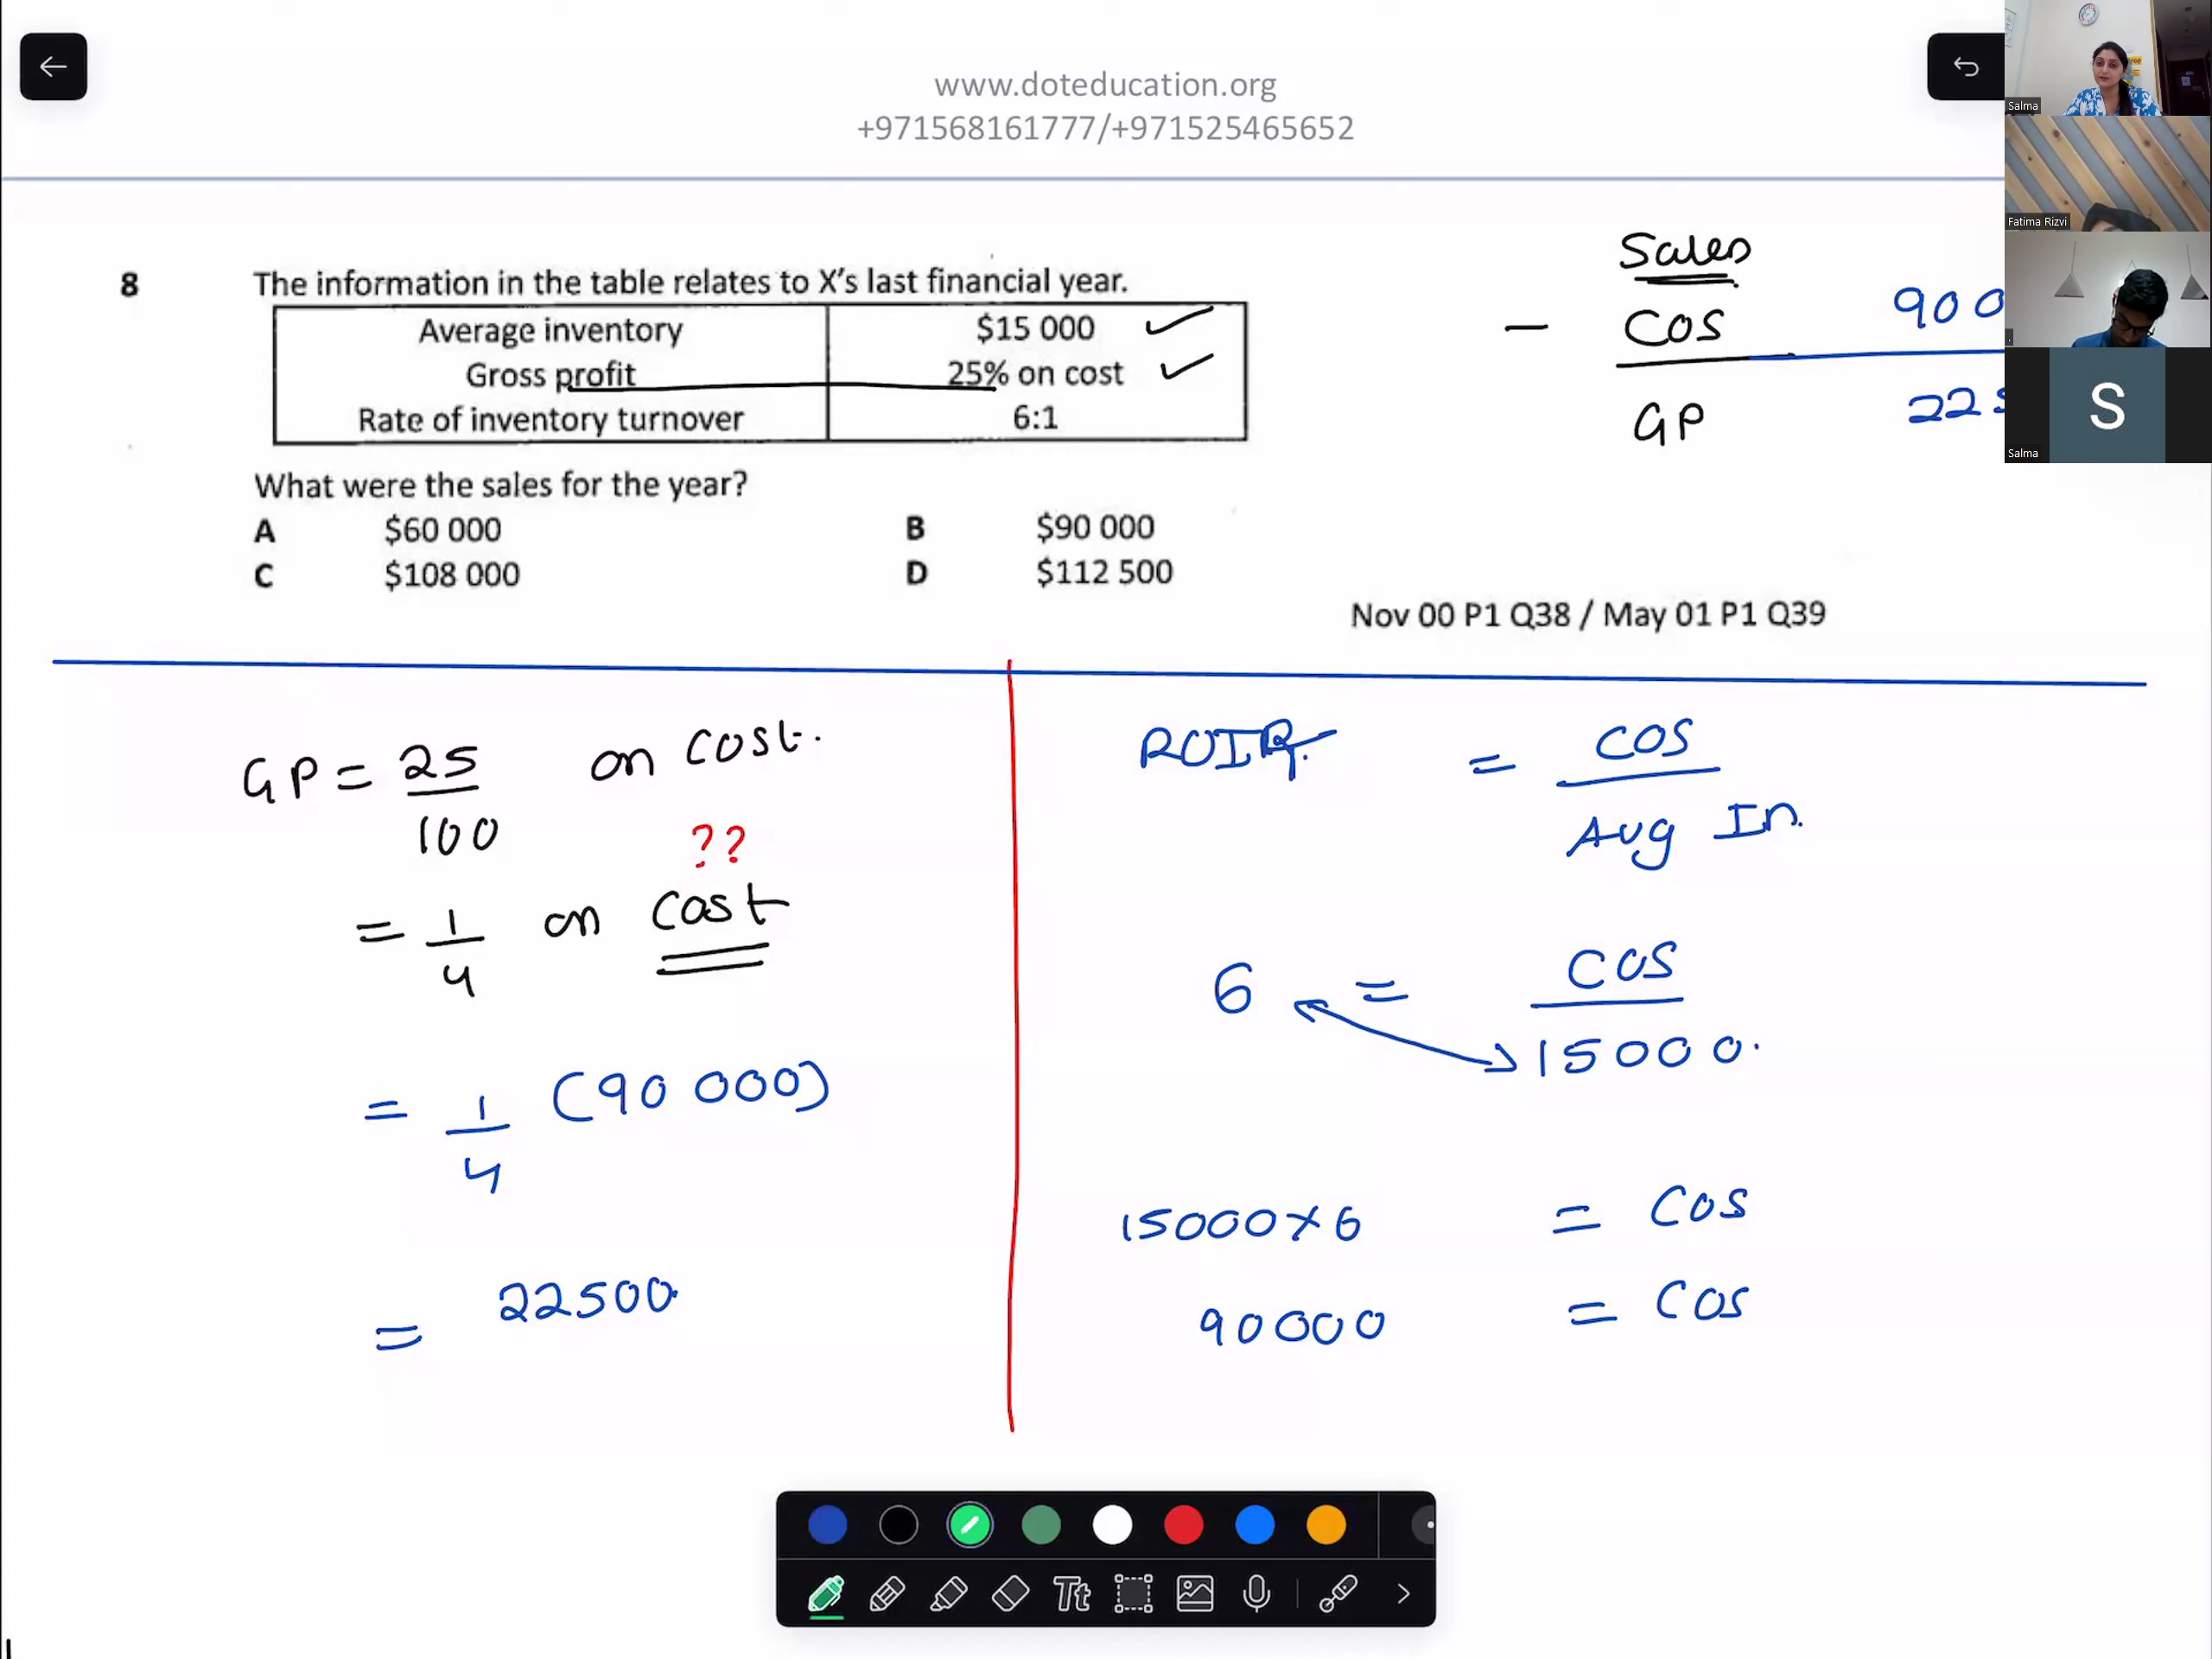 www.doteducation.org
+971568161777/+971525465652
8 The information in the table relates to X's last financial year.
Average inventory $15 000
Gross profit 25% on cost
Rate of inventory turnover 6:1
What were the sales for the year?
A $60 000 B $90 000
C $108 000 D $112 500
Nov 00 P1 Q38 / May 01 P1 Q39
Sales
— COS 900
GP 225
GP = 25/100 on cost.
??
= 1/4 on cost
= 1/4 (90 000)
= 22500
= COS
Avg In.
6 = COS
15000.
15000×6 = COS
90000 = COS
Salma
Fatima Rizvi
S
Salma
Tt